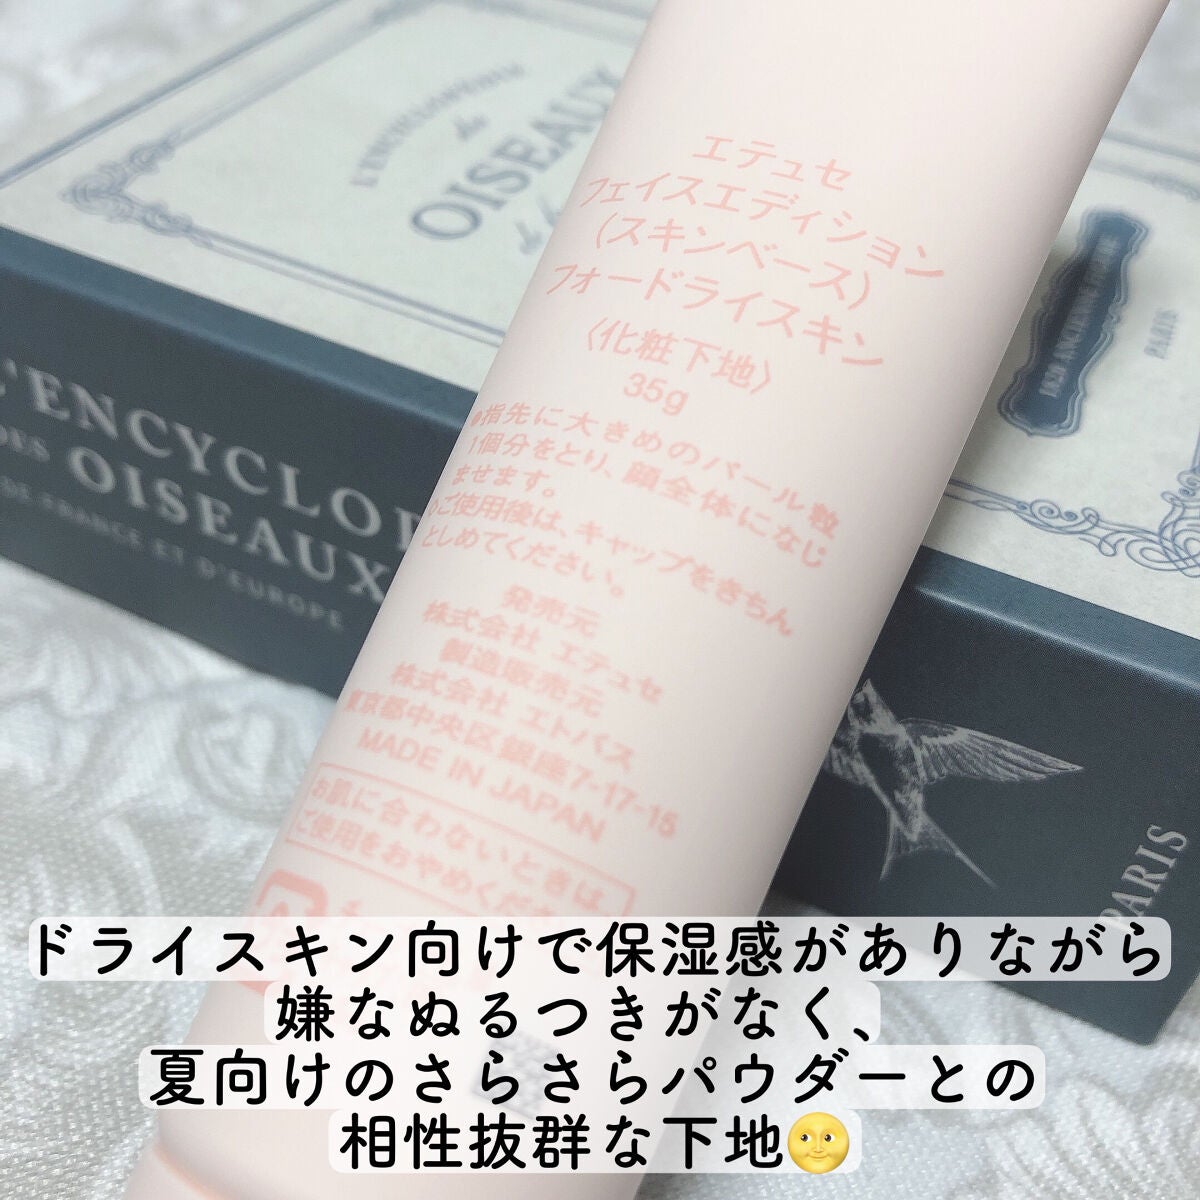 L'ENCYCLOPÉDIE
de
OISEAUX
エテュセ
フェイスエディション
(スキンベース)
フォードライスキン
〈化粧下地〉
35g
●指先に大きめのパール粒
1個分をとり、顔全体になじ
ませます。
●ご使用後は、キャップをきちん
としめてください。
発売元
株式会社 エテュセ
製造販売元
株式会社 エトバス
東京都中央区銀座7-17-15
MADE IN JAPAN
お肌に合わないときは
ご使用をおやめくださ
PARIS
L'ENCYCLOP
DES OISEAUX
DE FRANCE ET D'EUROPE
PARIS
ドライスキン向けで保湿感がありながら
嫌なぬるつきがなく、
夏向けのさらさらパウダーとの
相性抜群な下地🌝